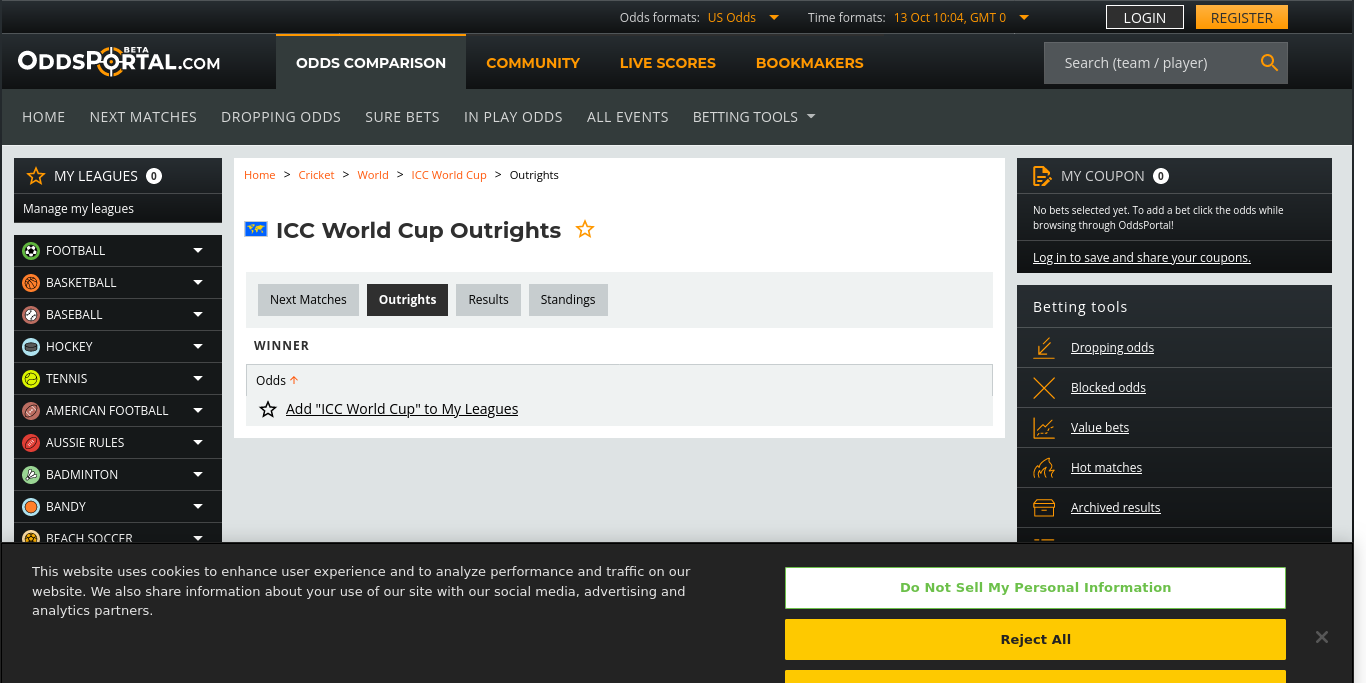 Odds formats: US Odds
Time formats: 13 Oct 10:04, GMT 0
LOGIN
REGISTER
ODDSPORTAL.COM
BETA
ODDS COMPARISON
COMMUNITY
LIVE SCORES
BOOKMAKERS
Search (team / player)
HOME
NEXT MATCHES
DROPPING ODDS
SURE BETS
IN PLAY ODDS
ALL EVENTS
BETTING TOOLS
MY LEAGUES 0
Manage my leagues
FOOTBALL
BASKETBALL
BASEBALL
HOCKEY
TENNIS
AMERICAN FOOTBALL
AUSSIE RULES
BADMINTON
BANDY
BEACH SOCCER
Home > Cricket > World > ICC World Cup > Outrights
ICC World Cup Outrights
Next Matches
Outrights
Results
Standings
WINNER
Odds
Add "ICC World Cup" to My Leagues
MY COUPON 0
No bets selected yet. To add a bet click the odds while
browsing through OddsPortal!
Log in to save and share your coupons.
Betting tools
Dropping odds
Blocked odds
Value bets
Hot matches
Archived results
This website uses cookies to enhance user experience and to analyze performance and traffic on our
website. We also share information about your use of our site with our social media, advertising and
analytics partners.
Do Not Sell My Personal Information
Reject All